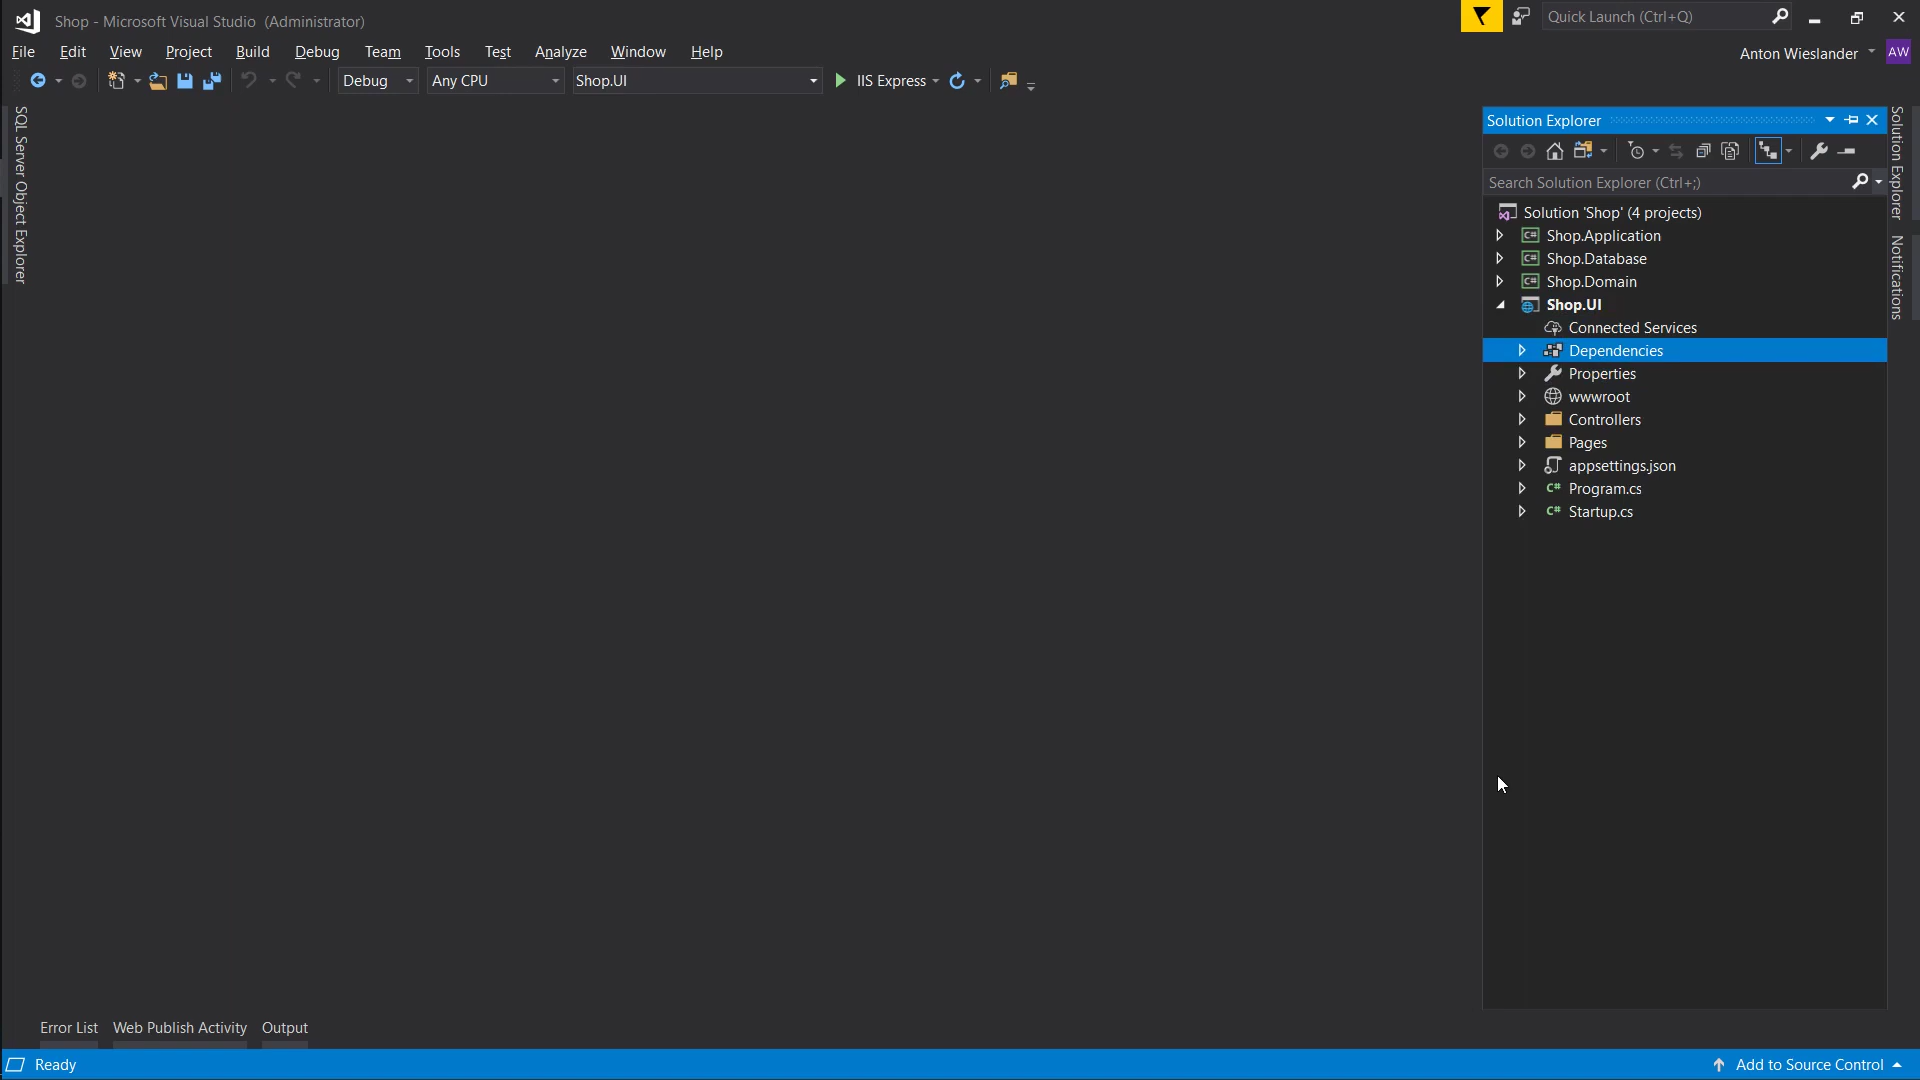 Shop - Microsoft Visual Studio (Administrator)
Quick Launch (Ctrl+Q)
File Edit View Project Build Debug Team Tools Test Analyze Window Help
Anton Wieslander AW
Debug Any CPU Shop.UI IIS Express
SQL Server Object Explorer
Solution Explorer
Search Solution Explorer (Ctrl+;)
Solution 'Shop' (4 projects)
C# Shop.Application
C# Shop.Database
C# Shop.Domain
Shop.UI
Connected Services
Dependencies
Properties
wwwroot
Controllers
Pages
appsettings.json
C# Program.cs
C# Startup.cs
Solution Explorer
Notifications
Error List Web Publish Activity Output
Ready
Add to Source Control